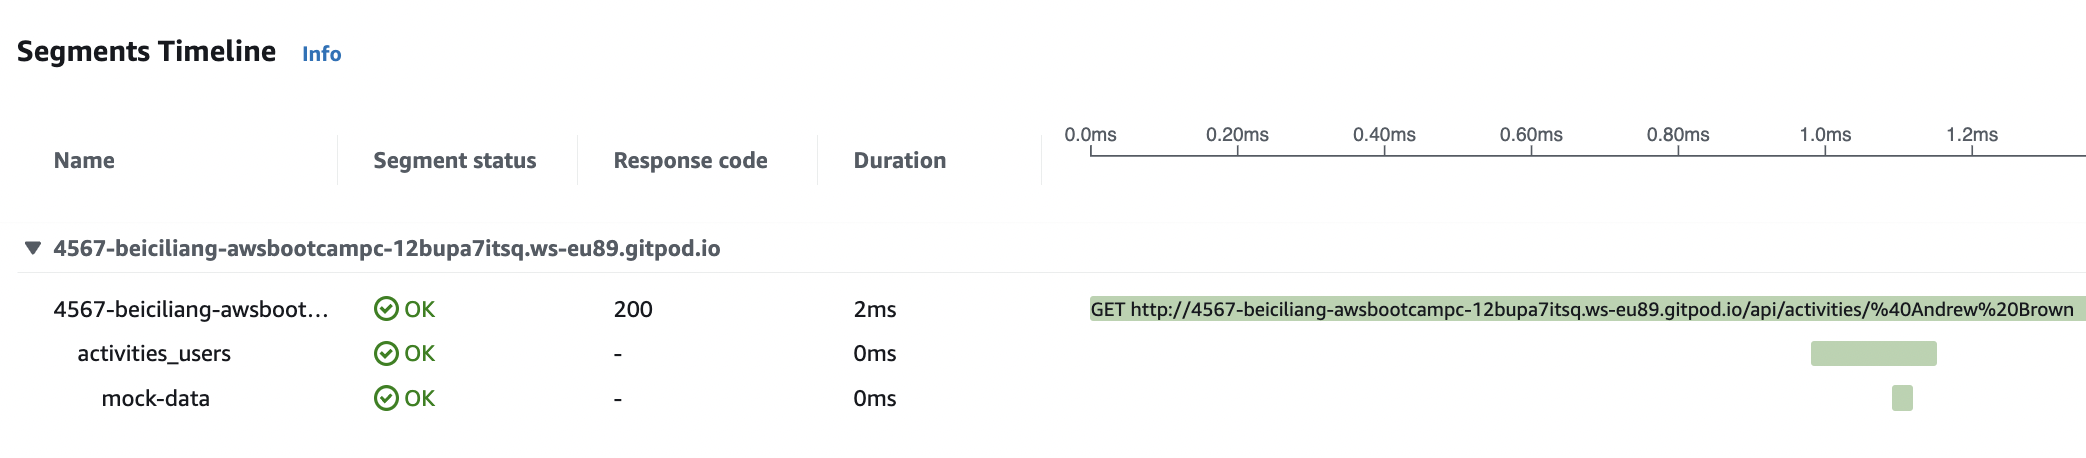 Segments Timeline Info
0.0ms 0.20ms 0.40ms 0.60ms 0.80ms 1.0ms 1.2ms
Name Segment status Response code Duration
4567-beiciliang-awsbootcampc-12bupa7itsq.ws-eu89.gitpod.io
4567-beiciliang-awsboot... OK 200 2ms GET http://4567-beiciliang-awsbootcampc-12bupa7itsq.ws-eu89.gitpod.io/api/activities/%40Andrew%20Brown
activities_users OK - 0ms
mock-data OK - 0ms